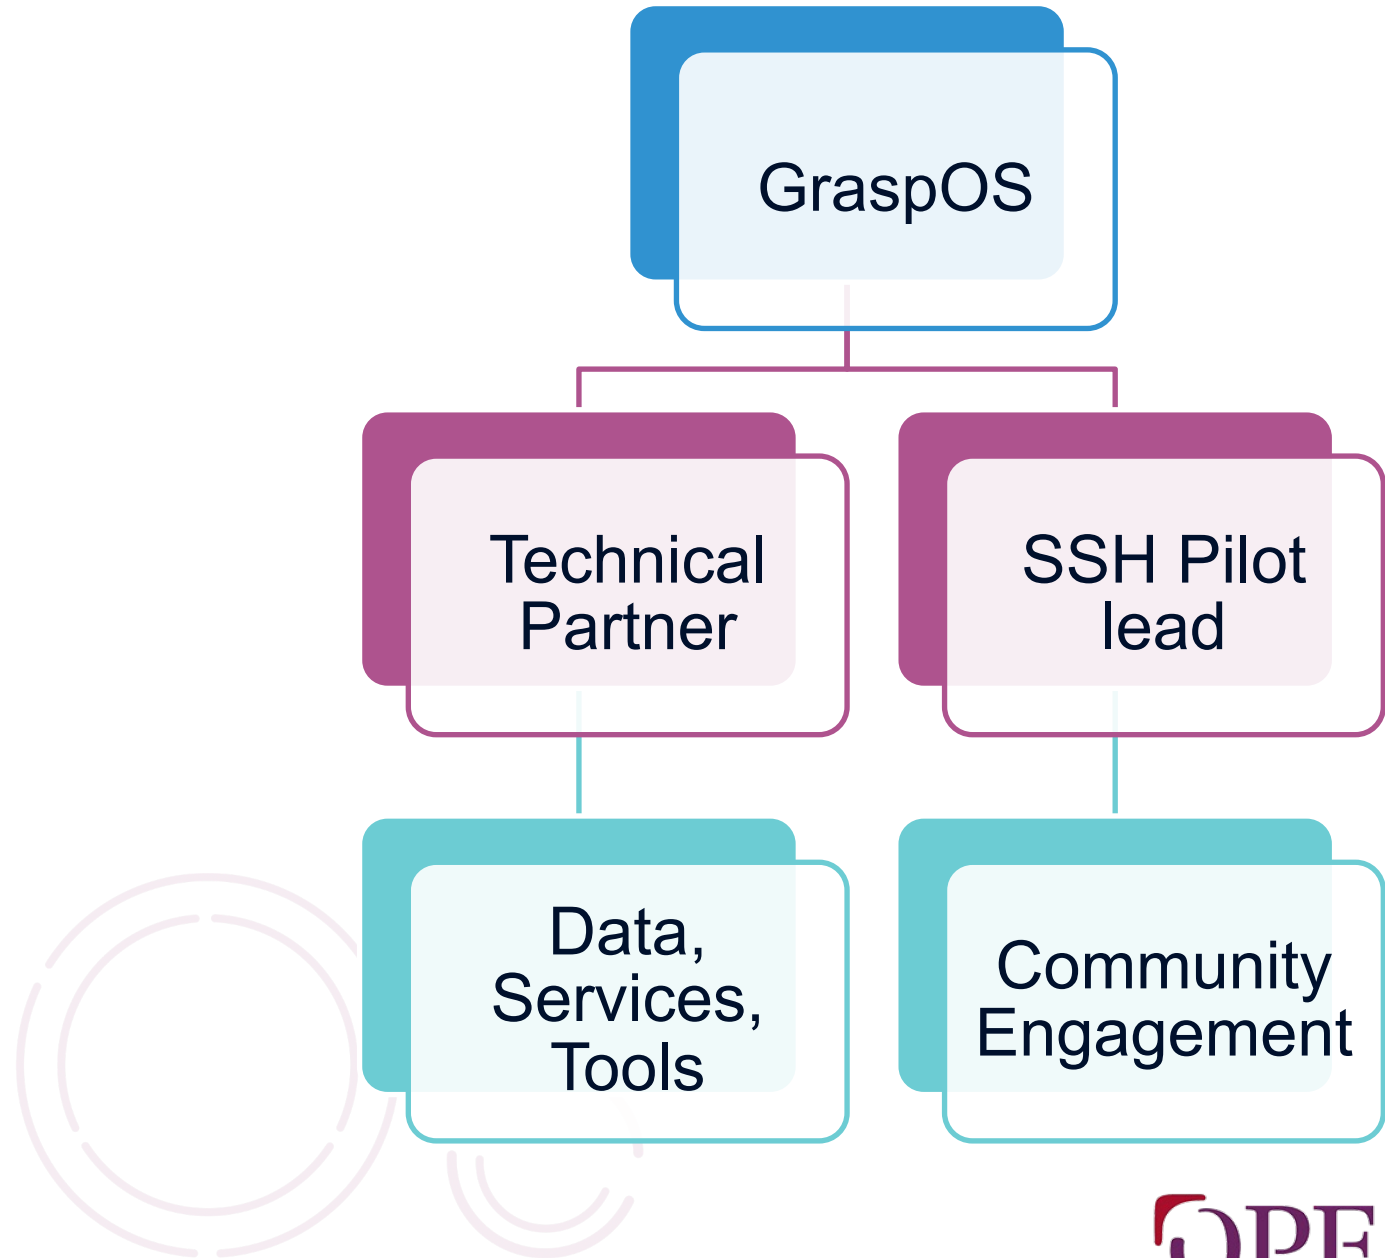 GraspOS
Technical
Partner
SSH Pilot
lead
Data,
Services,
Tools
Community
Engagement